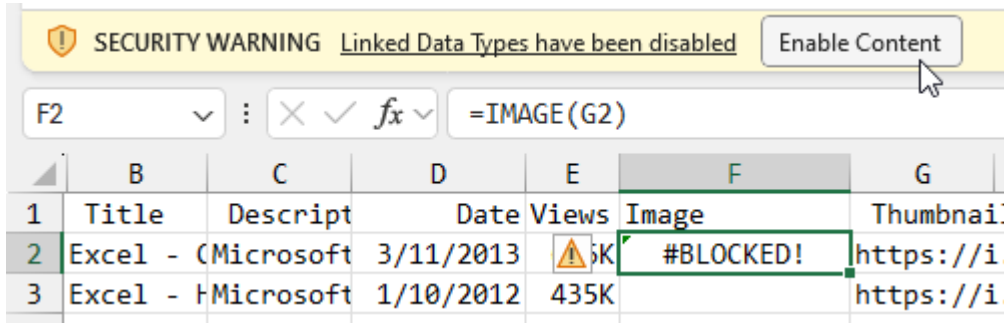 SECURITY WARNING Linked Data Types have been disabled Enable Content
F2 fx =IMAGE(G2)
B C D E F G
1 Title Descript Date Views Image Thumbnail
2 Excel - Microsoft 3/11/2013 5K #BLOCKED! https://i
3 Excel - Microsoft 1/10/2012 435K https://i